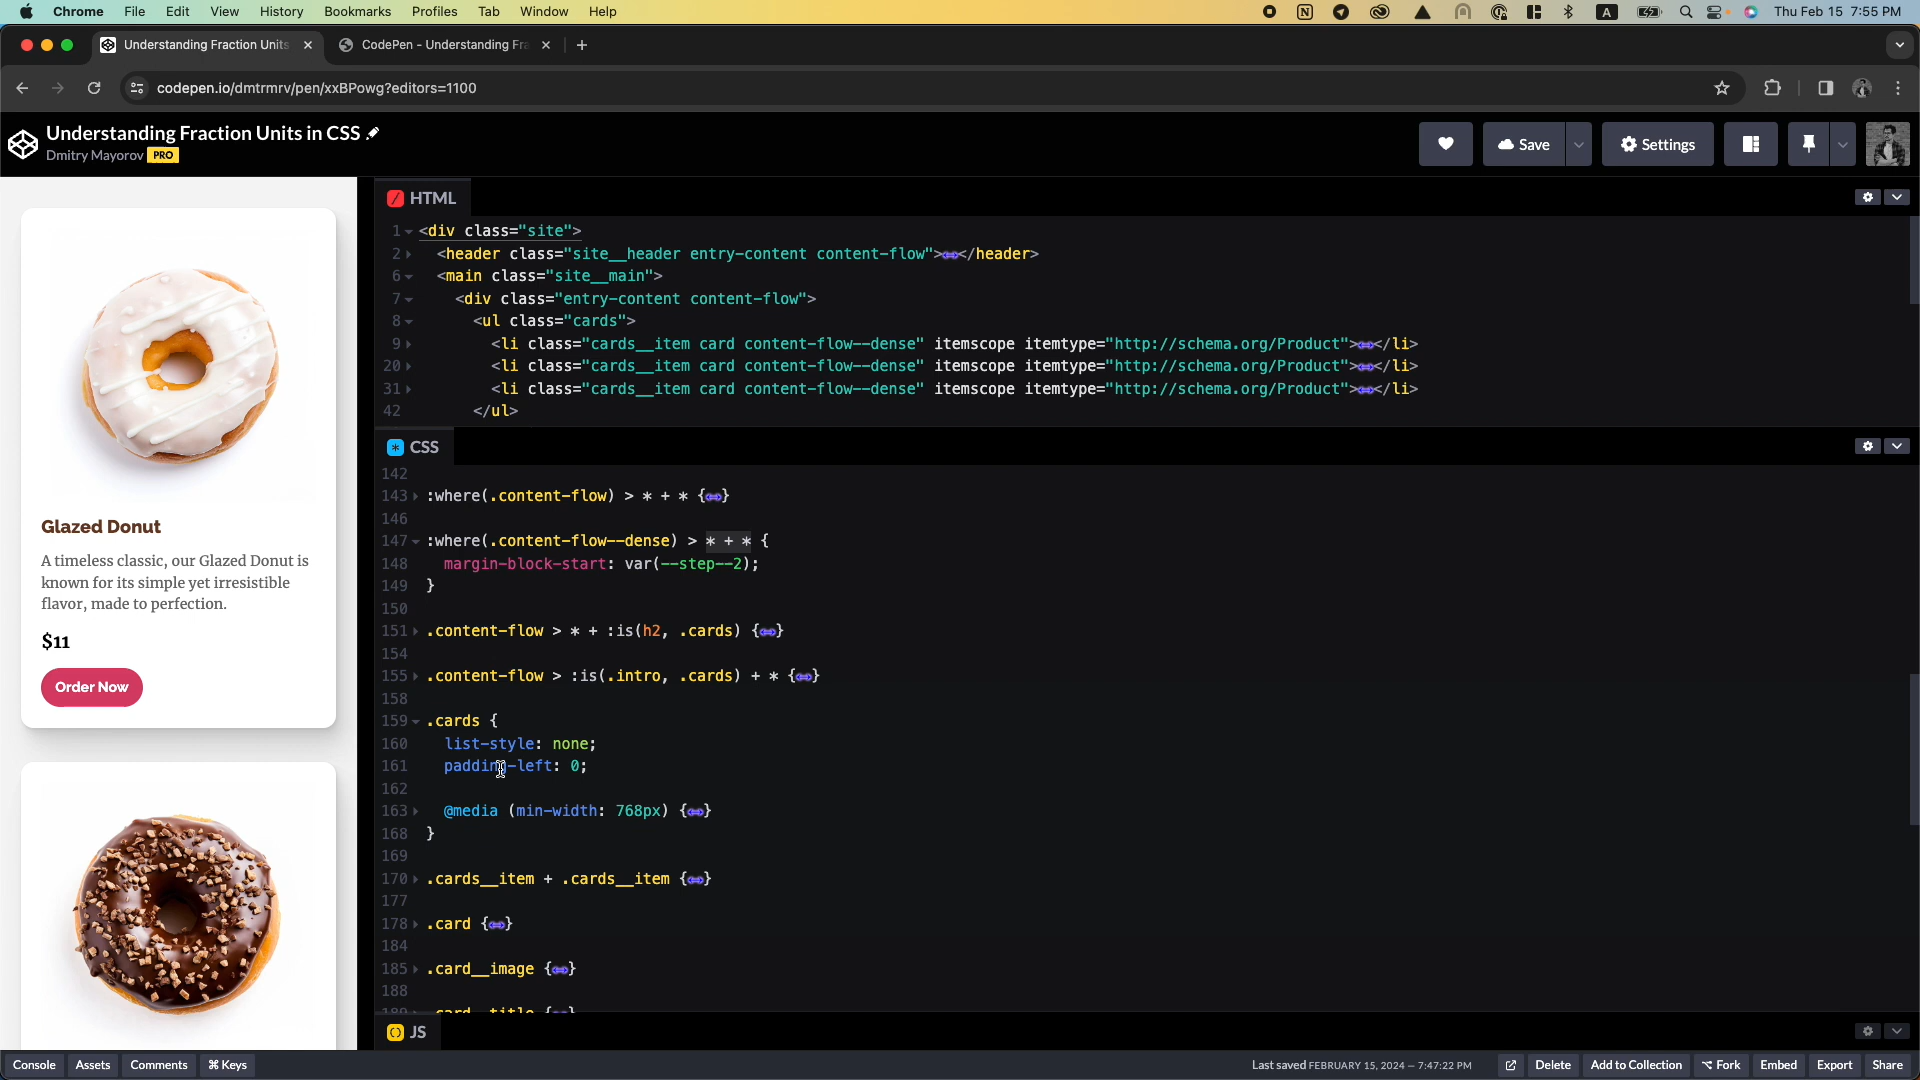 Chrome File Edit View History Bookmarks Profiles Tab Window Help
A Thu Feb 15 7:55 PM
Understanding Fraction Units
CodePen - Understanding Fra
codepen.io/dmtrmrv/pen/xxBPowg?editors=1100
Understanding Fraction Units in CSS
Dmitry Mayorov PRO
Save
Settings
Glazed Donut
A timeless classic, our Glazed Donut is
known for its simple yet irresistible
flavor, made to perfection.
$11
Order Now
HTML
1 <div class="site">
2 <header class="site__header entry-content content-flow"></header>
6 <main class="site__main">
7 <div class="entry-content content-flow">
8 <ul class="cards">
9 <li class="cards__item card content-flow--dense" itemscope itemtype="http://schema.org/Product"></li>
20 <li class="cards__item card content-flow--dense" itemscope itemtype="http://schema.org/Product"></li>
31 <li class="cards__item card content-flow--dense" itemscope itemtype="http://schema.org/Product"></li>
42 </ul>
CSS
142
143 :where(.content-flow) > * + * {}
146
147 :where(.content-flow--dense) > * + * {
148 margin-block-start: var(--step--2);
149 }
150
151 .content-flow > * + :is(h2, .cards) {}
154
155 .content-flow > :is(.intro, .cards) + * {}
158
159 .cards {
160 list-style: none;
161 padding-left: 0;
162
163 @media (min-width: 768px) {}
168 }
169
170 .cards__item + .cards__item {}
177
178 .card {}
184
185 .card__image {}
188
189 .card__title {}
JS
Console Assets Comments ⌘ Keys
Last saved FEBRUARY 15, 2024 — 7:47:22 PM
Delete Add to Collection ⌥ Fork Embed Export Share